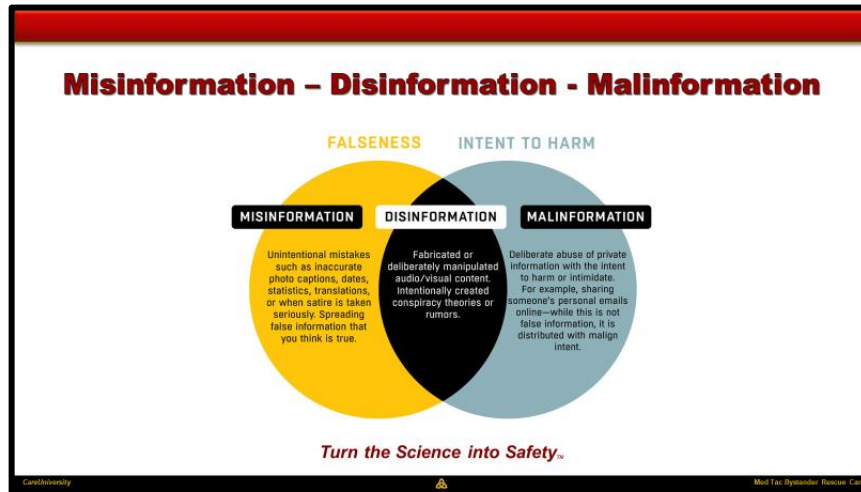 Misinformation – Disinformation - Malinformation
FALSENESS
INTENT TO HARM
MISINFORMATION
Unintentional mistakes
such as inaccurate
photo captions, dates,
statistics, translations,
or when satire is taken
seriously. Spreading
false information that
you think is true.
DISINFORMATION
Fabricated or
deliberately manipulated
audio/visual content.
Intentionally created
conspiracy theories or
rumors.
MALINFORMATION
Deliberate abuse of private
information with the intent
to harm or intimidate.
For example, sharing
someone's personal emails
online—while this is not
false information, it is
distributed with malign
intent.
Turn the Science into Safety™
CareUniversity
Med Tac Bystander Rescue Car